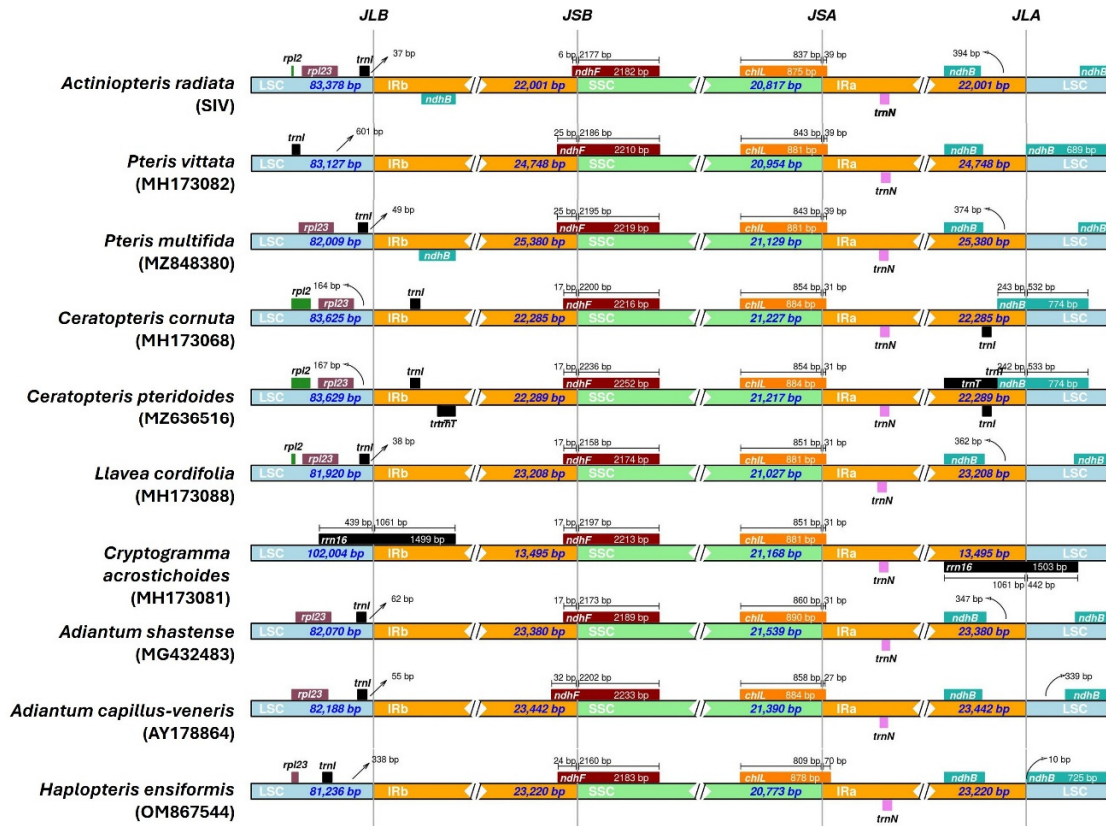 JLB JSB JSA JLA
rpl2 rpl23 trnI 37 bp 6 bp 2177 bp 837 bp 39 bp 394 bp
ndhF 2182 bp chlL 875 bp ndhB ndhB
Actiniopteris radiata LSC 83,378 bp IRb 22,001 bp SSC 20,817 bp IRa 22,001 bp LSC
(SIV) ndhB trnN
trnI 601 bp 25 bp 2186 bp 843 bp 39 bp
ndhF 2210 bp chlL 881 bp ndhB ndhB 689 bp
Pteris vittata LSC 83,127 bp IRb 24,748 bp SSC 20,954 bp IRa 24,748 bp LSC
(MH173082) trnN
rpl23 trnI 49 bp 25 bp 2195 bp 843 bp 39 bp 374 bp
ndhF 2219 bp chlL 881 bp ndhB ndhB
Pteris multifida LSC 82,009 bp IRb 25,380 bp SSC 21,129 bp IRa 25,380 bp LSC
(MZ848380) ndhB trnN
rpl2 rpl23 164 bp trnI 17 bp 2200 bp 854 bp 31 bp 243 bp 532 bp
ndhF 2216 bp chlL 884 bp ndhB 774 bp
Ceratopteris cornuta LSC 83,625 bp IRb 22,285 bp SSC 21,227 bp IRa 22,285 bp LSC
(MH173068) trnN trnI
rpl2 rpl23 167 bp trnI 17 bp 2236 bp 854 bp 31 bp 242 bp 533 bp
ndhF 2252 bp chlL 884 bp trnT ndhB 774 bp
Ceratopteris pteridoides LSC 83,629 bp IRb 22,289 bp SSC 21,217 bp IRa 22,289 bp LSC
(MZ636516) trnT trnN trnI
rpl2 rpl23 trnI 38 bp 17 bp 2158 bp 851 bp 31 bp 362 bp
ndhF 2174 bp chlL 881 bp ndhB ndhB
Llavea cordifolia LSC 81,920 bp IRb 23,208 bp SSC 21,027 bp IRa 23,208 bp LSC
(MH173088) trnN
439 bp 1061 bp 17 bp 2197 bp 851 bp 31 bp
rrn16 1499 bp ndhF 2213 bp chlL 881 bp
Cryptogramma LSC 102,004 bp IRb 13,495 bp SSC 21,168 bp IRa 13,495 bp LSC
acrostichoides trnN rrn16 1503 bp
(MH173081) 1061 bp 442 bp
rpl23 trnI 62 bp 17 bp 2173 bp 860 bp 31 bp 347 bp
ndhF 2189 bp chlL 890 bp ndhB ndhB
Adiantum shastense LSC 82,070 bp IRb 23,380 bp SSC 21,539 bp IRa 23,380 bp LSC
(MG432483) trnN
rpl23 trnI 55 bp 32 bp 2202 bp 858 bp 27 bp 339 bp
ndhF 2233 bp chlL 884 bp ndhB ndhB
Adiantum capillus-veneris LSC 82,188 bp IRb 23,442 bp SSC 21,390 bp IRa 23,442 bp LSC
(AY178864) trnN
rpl23 trnI 338 bp 24 bp 2160 bp 809 bp 70 bp 10 bp
ndhF 2183 bp chlL 878 bp ndhB ndhB 725 bp
Haplopteris ensiformis LSC 81,236 bp IRb 23,220 bp SSC 20,773 bp IRa 23,220 bp LSC
(OM867544) trnN